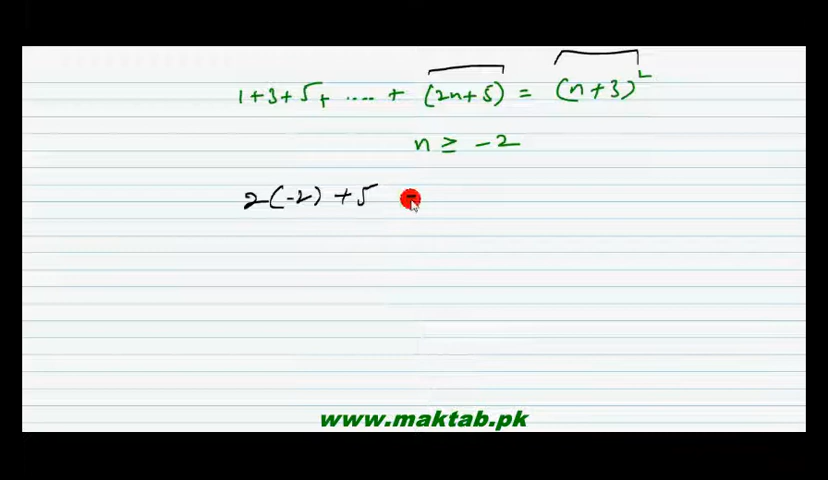 1+3+5+ .... + (2n+5) = (n+3)²
n ≥ -2
2(-2) +5 =
www.maktab.pk